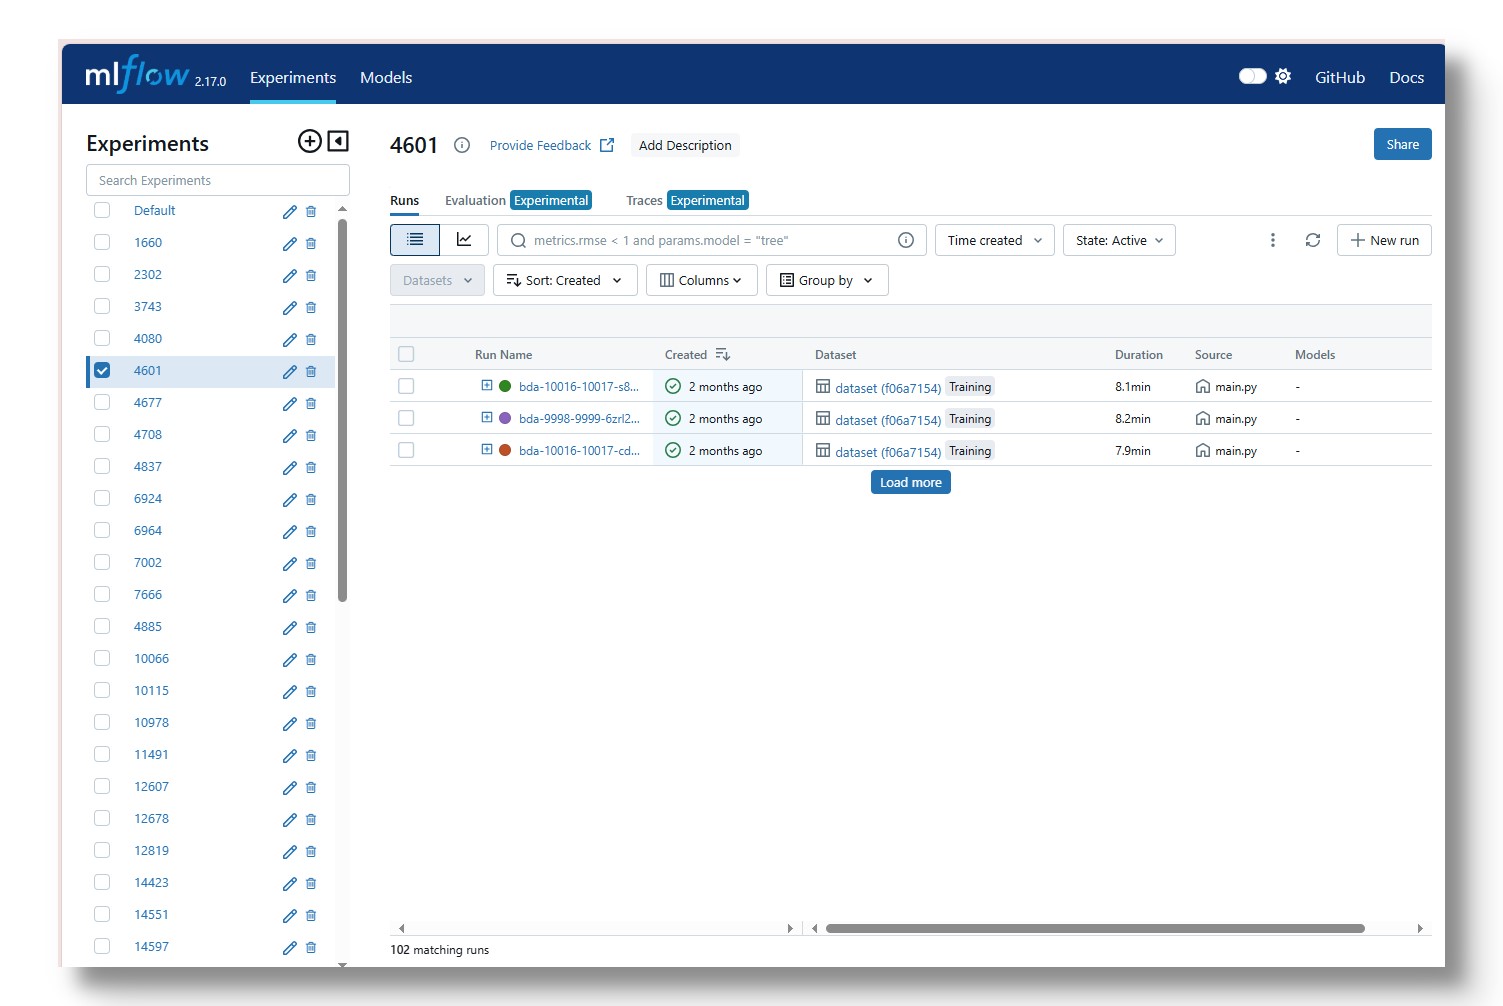 mlflow 2.17.0 Experiments Models GitHub Docs
Experiments
Search Experiments
Default
1660
2302
3743
4080
4601
4677
4708
4837
6924
6964
7002
7666
4885
10066
10115
10978
11491
12607
12678
12819
14423
14551
14597
4601 Provide Feedback Add Description Share
Runs Evaluation Experimental Traces Experimental
metrics.rmse < 1 and params.model = "tree" Time created State: Active New run
Datasets Sort: Created Columns Group by
Run Name Created Dataset Duration Source Models
bda-10016-10017-s8... 2 months ago dataset (f06a7154) Training 8.1min main.py -
bda-9998-9999-6zrl2... 2 months ago dataset (f06a7154) Training 8.2min main.py -
bda-10016-10017-cd... 2 months ago dataset (f06a7154) Training 7.9min main.py -
Load more
102 matching runs